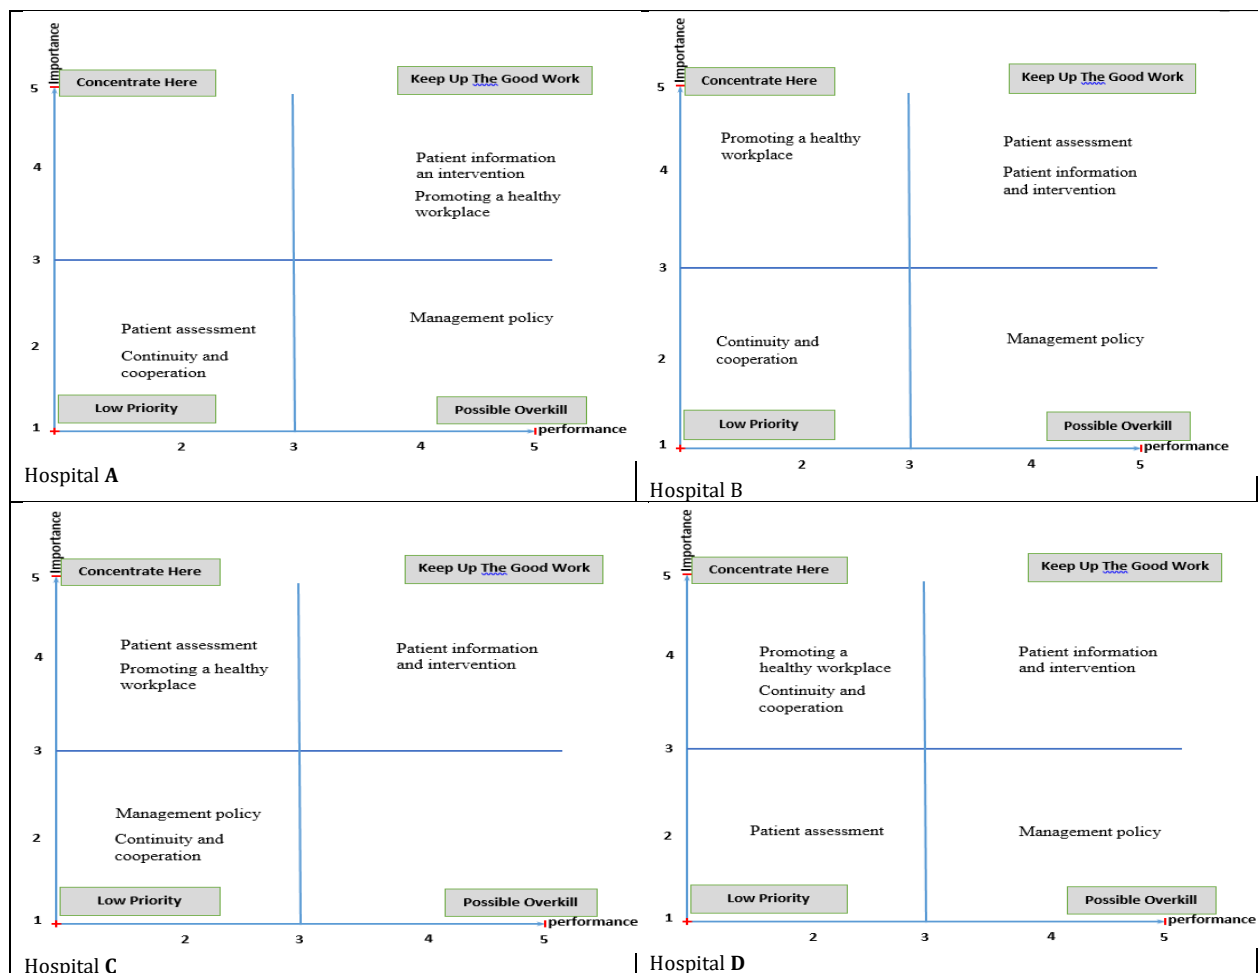 Importance
5
Concentrate Here
Keep Up The Good Work
4
Patient information
an intervention
Promoting a healthy
workplace
3
Management policy
Patient assessment
2
Continuity and
cooperation
Low Priority
Possible Overkill
1
performance
2 3 4 5
Hospital A
Importance
5
Concentrate Here
Keep Up The Good Work
Promoting a healthy
workplace
Patient assessment
4
Patient information
and intervention
3
Continuity and
cooperation
Management policy
2
Low Priority
Possible Overkill
1
performance
2 3 4 5
Hospital B
Importance
5
Concentrate Here
Keep Up The Good Work
Patient assessment
Patient information
and intervention
4
Promoting a healthy
workplace
3
Management policy
2
Continuity and
cooperation
Low Priority
Possible Overkill
1
performance
2 3 4 5
Hospital C
Importance
5
Concentrate Here
Keep Up The Good Work
Promoting a
healthy workplace
Patient information
and intervention
4
Continuity and
cooperation
3
Patient assessment
Management policy
2
Low Priority
Possible Overkill
1
performance
2 3 4 5
Hospital D